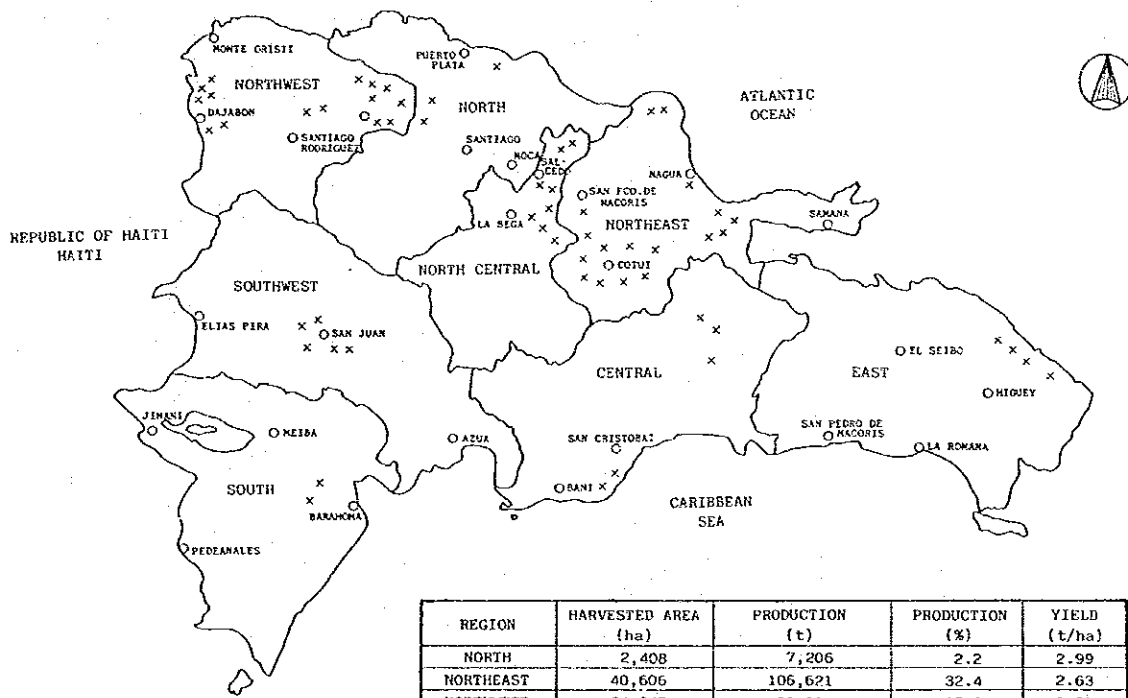 MONTE CRISTI
PUERTO
PLATA
NORTHWEST
NORTH
ATLANTIC
OCEAN
DAJABON
SANTIAGO
RODRIGUEZ
SANTIAGO
MOCA
SAL-
CEDO
NAGUA
SAN FCO.DE
MACORIS
LA SEGA
NORTHEAST
SAMANA
REPUBLIC OF HAITI
HAITI
NORTH CENTRAL
COTUI
SOUTHWEST
ELIAS PIRA
SAN JUAN
CENTRAL
EL SEIBO
EAST
HIGUEY
JIMANI
MEIBA
AZUA
SAN CRISTOBAL
SAN PEDRO DE
MACORIS
LA ROMANA
SOUTH
BANI
BARAHOMA
CARIBBEAN
SEA
PEDEANALES
REGION HARVESTED AREA (ha) PRODUCTION (t) PRODUCTION (%) YIELD (t/ha)
NORTH 2,408 7,206 2.2 2.99
NORTHEAST 40,606 106,621 32.4 2.63